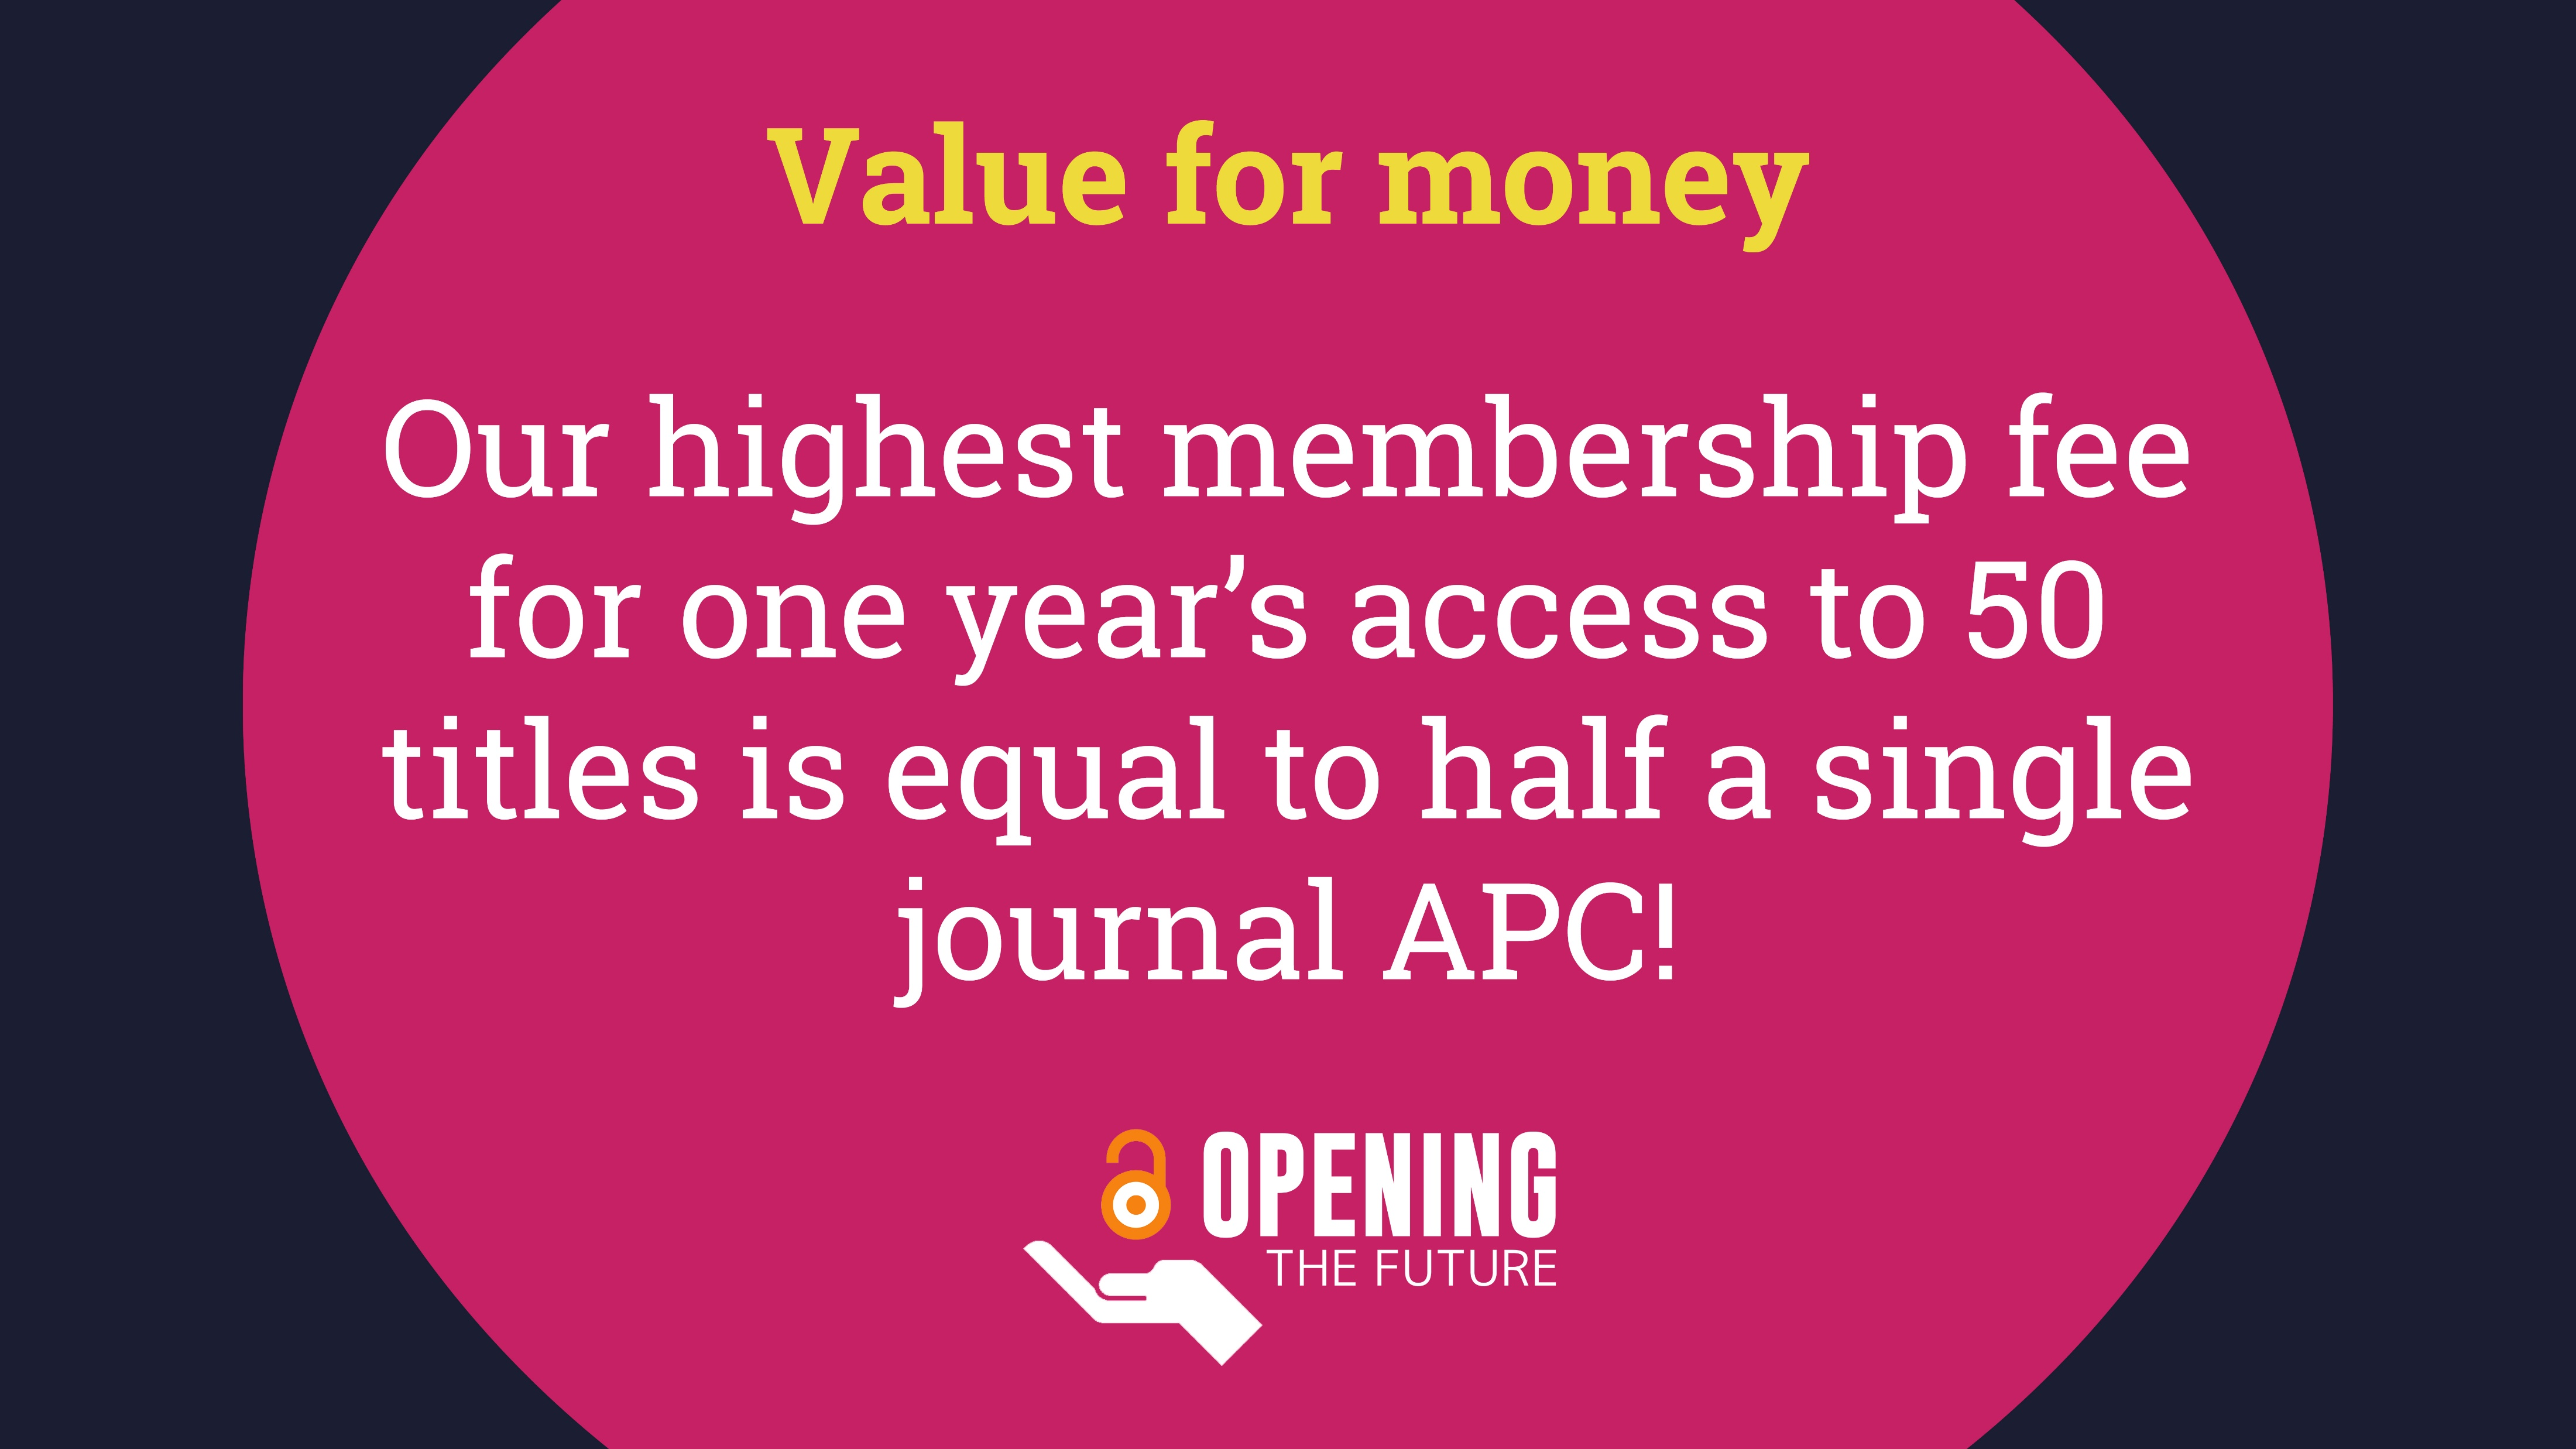 Value for money
Our highest membership fee
for one year’s access to 50
titles is equal to half a single
journal APC!
OPENING
THE FUTURE